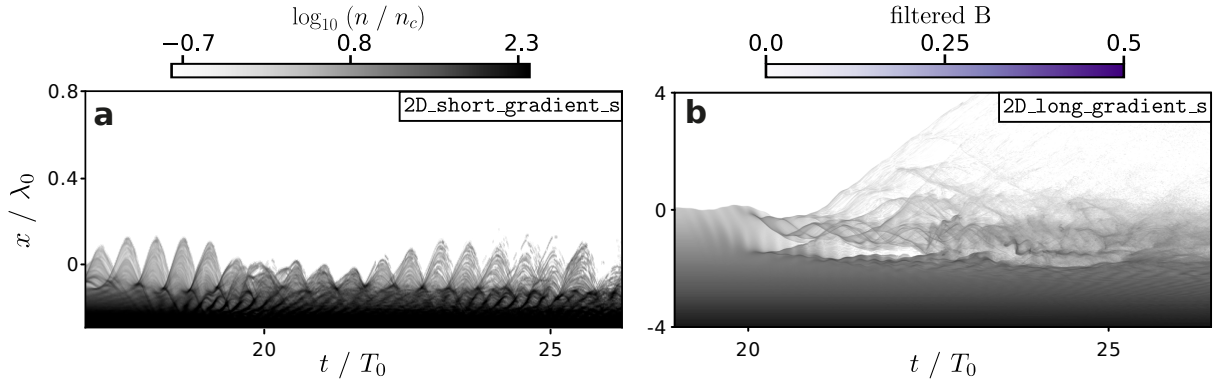 log₁₀ (n / n_c)
−0.7 0.8 2.3
filtered B
0.0 0.25 0.5
a
2D_short_gradient_s
b
2D_long_gradient_s
0.8
0.4
0
x / λ₀
20 25
t / T₀
4
0
-4
20 25
t / T₀